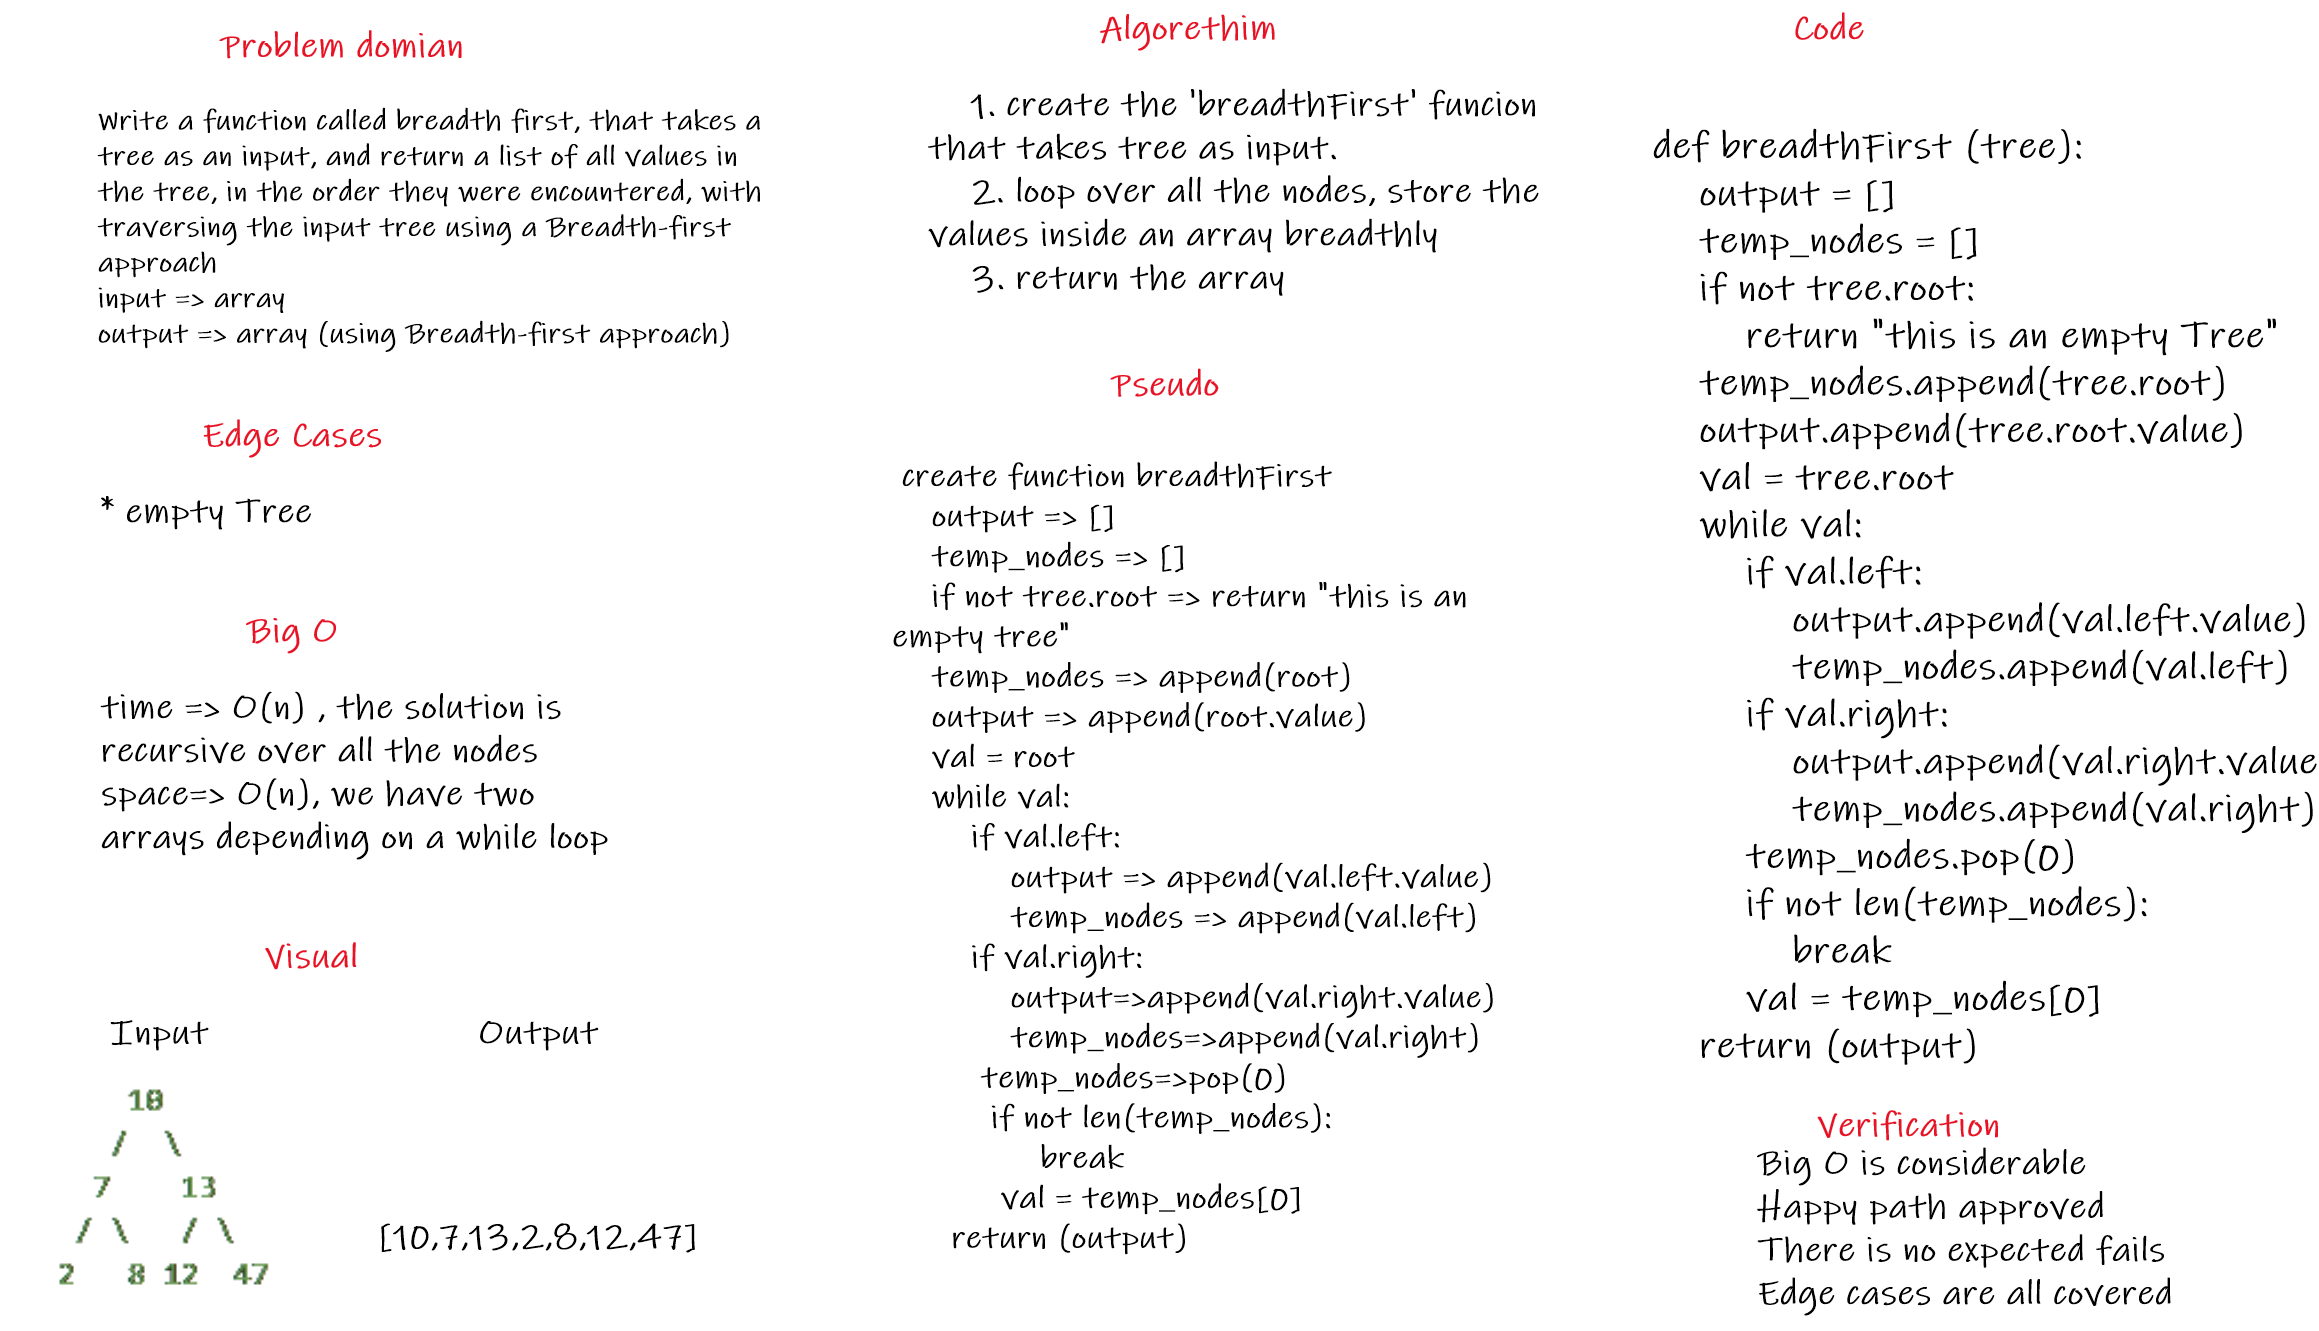 Problem domian
Write a function called breadth first, that takes a
tree as an input, and return a list of all values in
the tree, in the order they were encountered, with
traversing the input tree using a Breadth-first
approach
input => array
output => array (using Breadth-first approach)
Edge Cases
* empty Tree
Big O
time => O(n) , the solution is
recursive over all the nodes
space=> O(n), we have two
arrays depending on a while loop
Visual
Input
Output
10
/ \
7 13
/ \ / \
2 8 12 47
[10,7,13,2,8,12,47]
Algorethim
1. create the 'breadthFirst' funcion
that takes tree as input.
2. loop over all the nodes, store the
values inside an array breadthly
3. return the array
Pseudo
create function breadthFirst
output => []
temp_nodes => []
if not tree.root => return "this is an
empty tree"
temp_nodes => append(root)
output => append(root.value)
val = root
while val:
if val.left:
output => append(val.left.value)
temp_nodes => append(val.left)
if val.right:
output=>append(val.right.value)
temp_nodes=>append(val.right)
temp_nodes=>pop(0)
if not len(temp_nodes):
break
val = temp_nodes[0]
return (output)
Code
def breadthFirst (tree):
output = []
temp_nodes = []
if not tree.root:
return "this is an empty Tree"
temp_nodes.append(tree.root)
output.append(tree.root.value)
val = tree.root
while val:
if val.left:
output.append(val.left.value)
temp_nodes.append(val.left)
if val.right:
output.append(val.right.value
temp_nodes.append(val.right)
temp_nodes.pop(0)
if not len(temp_nodes):
break
val = temp_nodes[0]
return (output)
Verification
Big O is considerable
Happy path approved
There is no expected fails
Edge cases are all covered